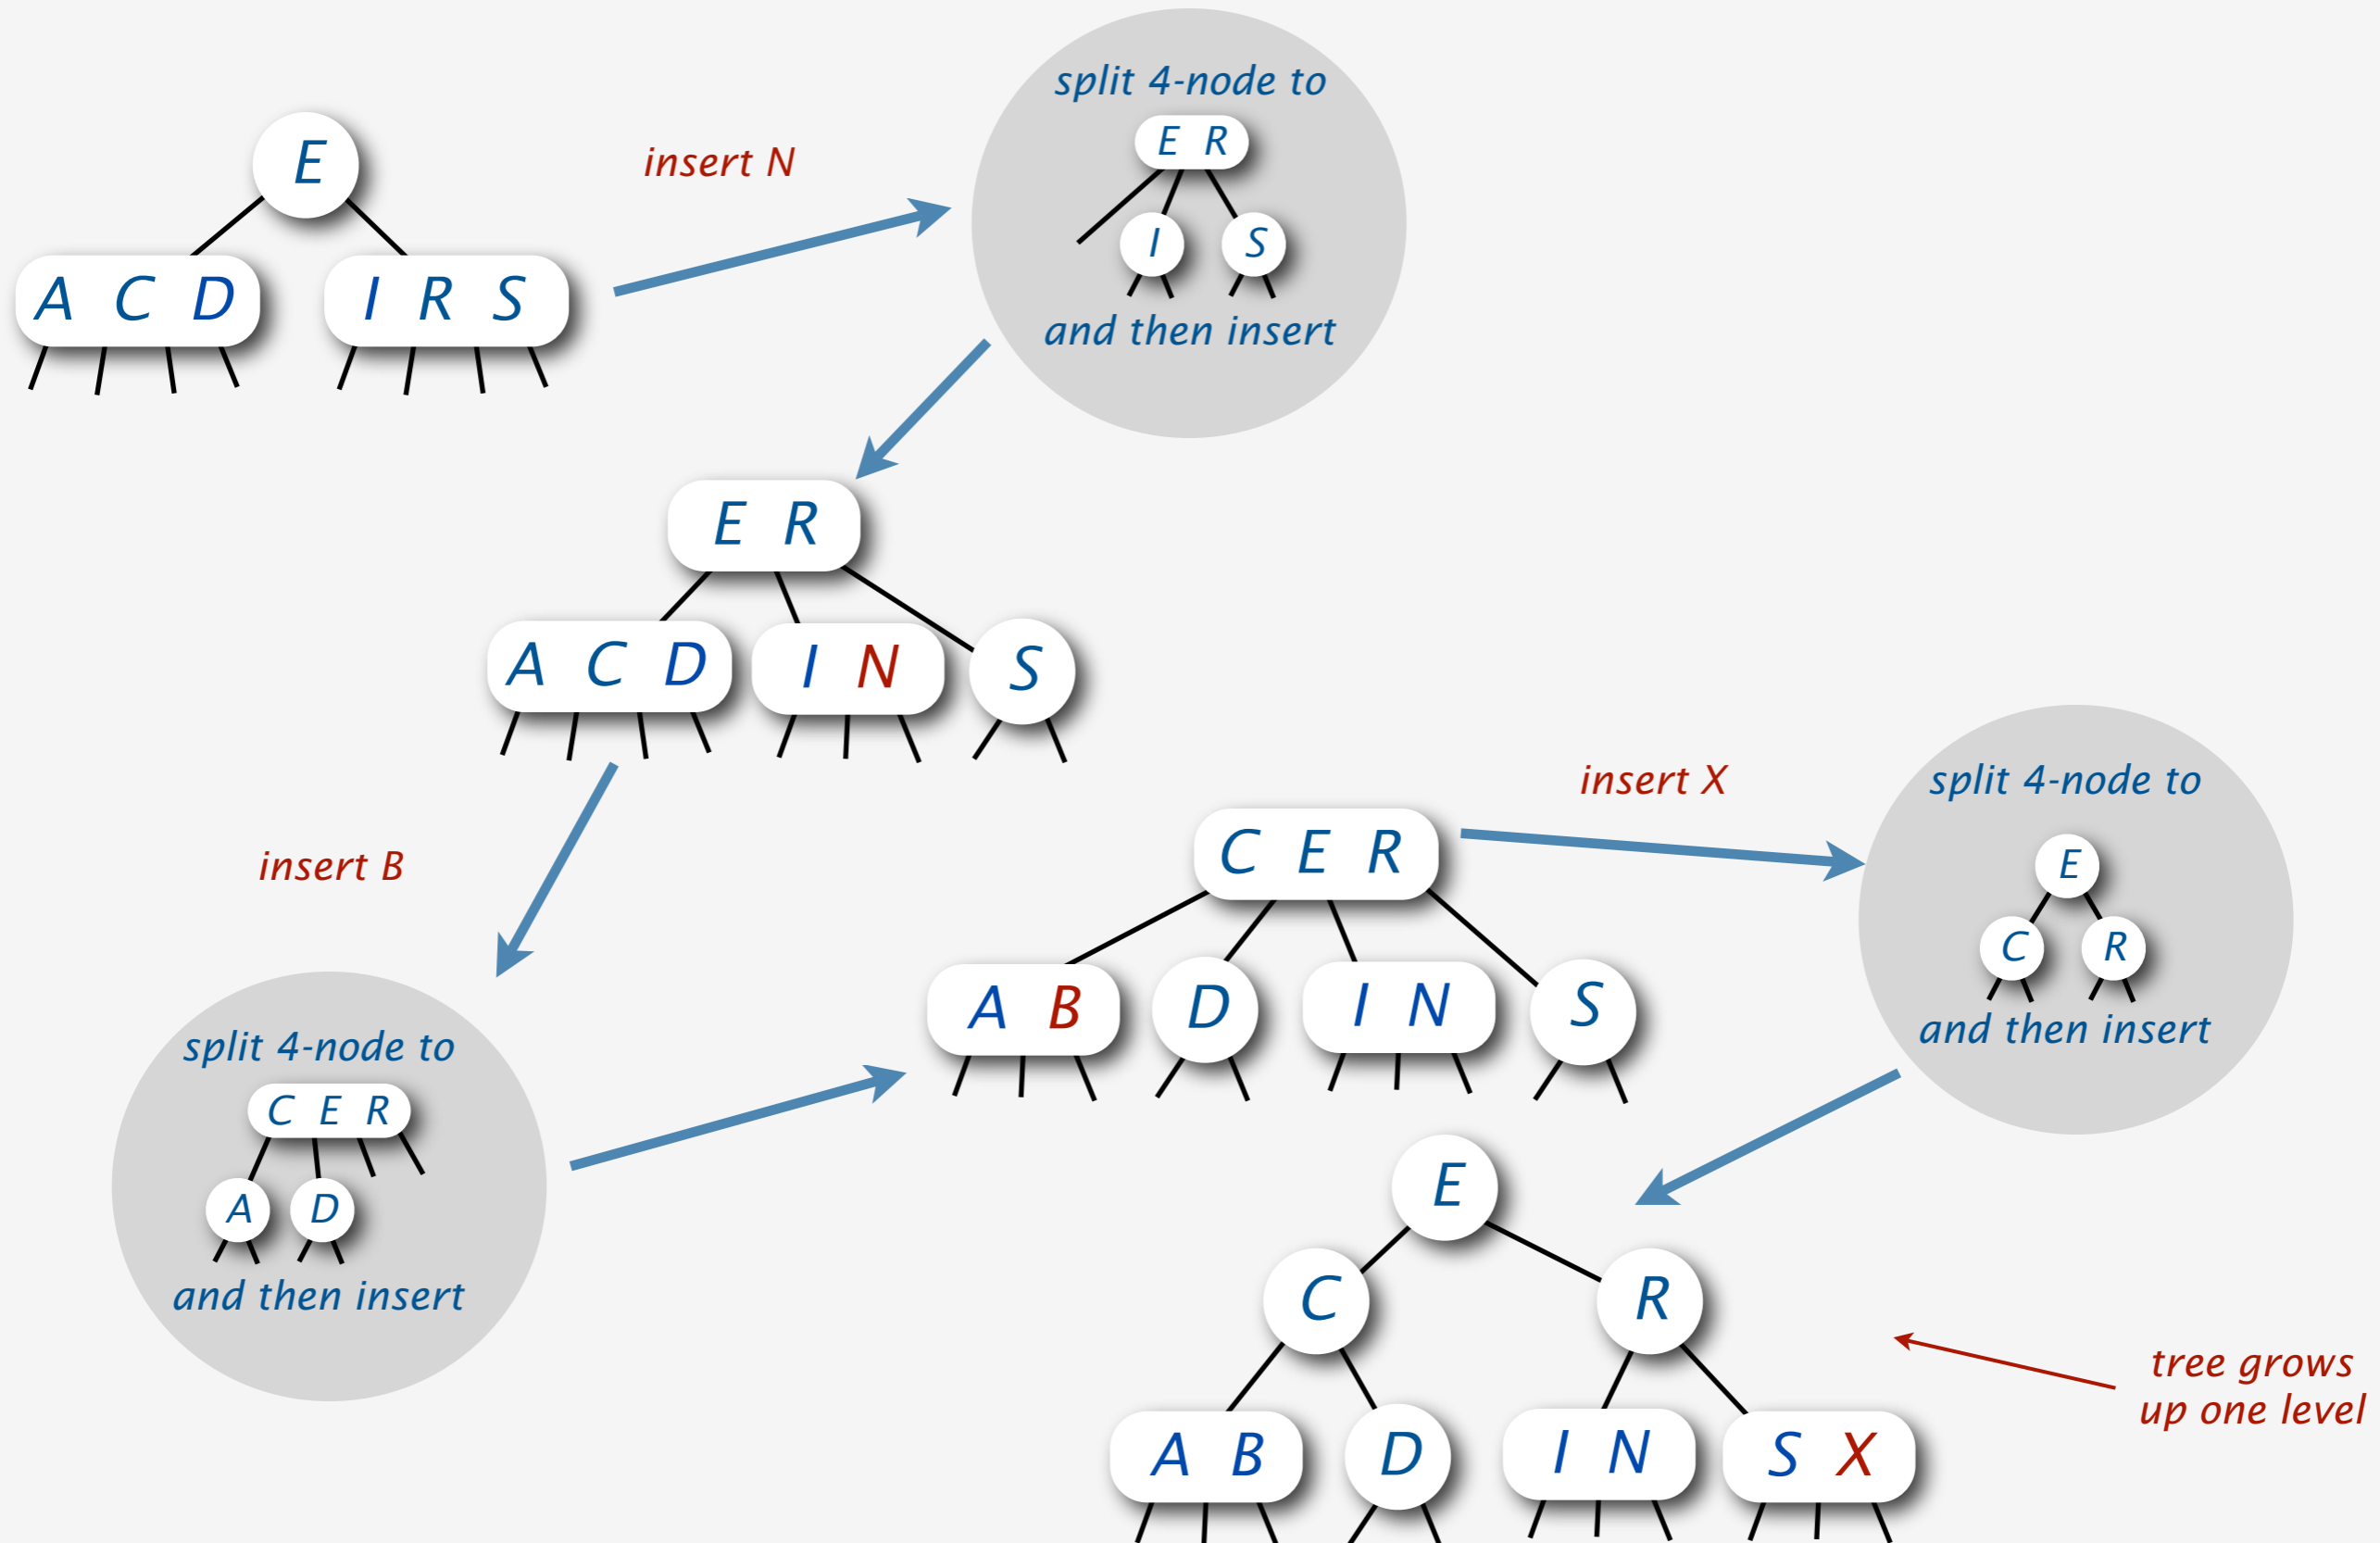 E
A C D
I R S
insert N
split 4-node to
E R
I
S
and then insert
E R
A C D
I N
S
insert B
split 4-node to
C E R
A
D
and then insert
C E R
A B
D
I N
S
insert X
split 4-node to
E
C
R
and then insert
E
C
R
A B
D
I N
S X
tree grows
up one level